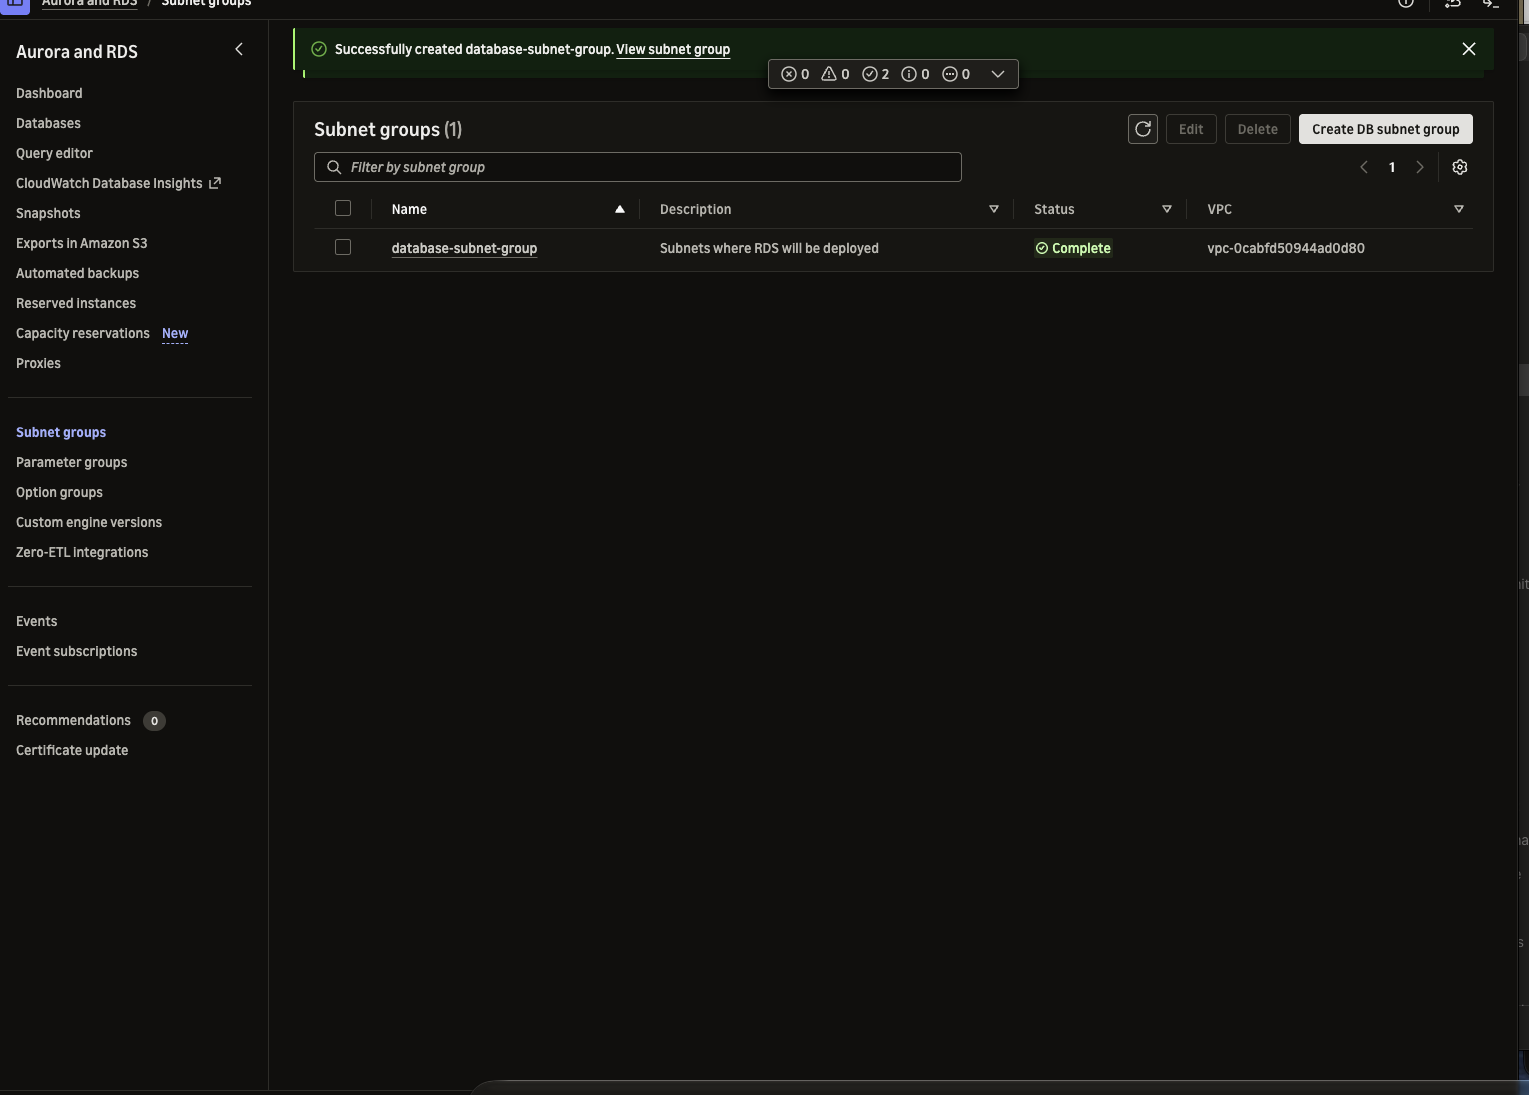 Aurora and RDS / Subnet groups
Aurora and RDS
Dashboard
Databases
Query editor
CloudWatch Database Insights
Snapshots
Exports in Amazon S3
Automated backups
Reserved instances
Capacity reservations New
Proxies
Subnet groups
Parameter groups
Option groups
Custom engine versions
Zero-ETL integrations
Events
Event subscriptions
Recommendations 0
Certificate update
Successfully created database-subnet-group. View subnet group
0 0 2 0 0
Subnet groups (1)
Edit Delete Create DB subnet group
Filter by subnet group
1
Name Description Status VPC
database-subnet-group Subnets where RDS will be deployed Complete vpc-0cabfd50944ad0d80